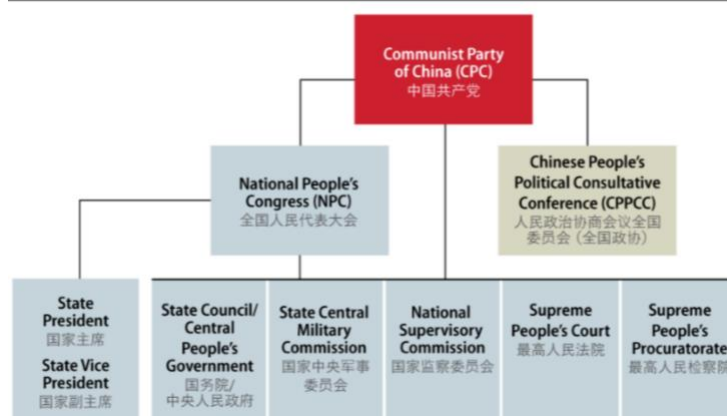 Communist Party
of China (CPC)
中国共产党
National People's
Congress (NPC)
全国人民代表大会
Chinese People's
Political Consultative
Conference (CPPCC)
人民政治协商会议全国
委员会（全国政协）
State
President
国家主席
State Vice
President
国家副主席
State Council/
Central
People's
Government
国务院/
中央人民政府
State Central
Military
Commission
国家中央军事
委员会
National
Supervisory
Commission
国家监察委员会
Supreme
People's Court
最高人民法院
Supreme
People's
Procuratorate
最高人民检察院